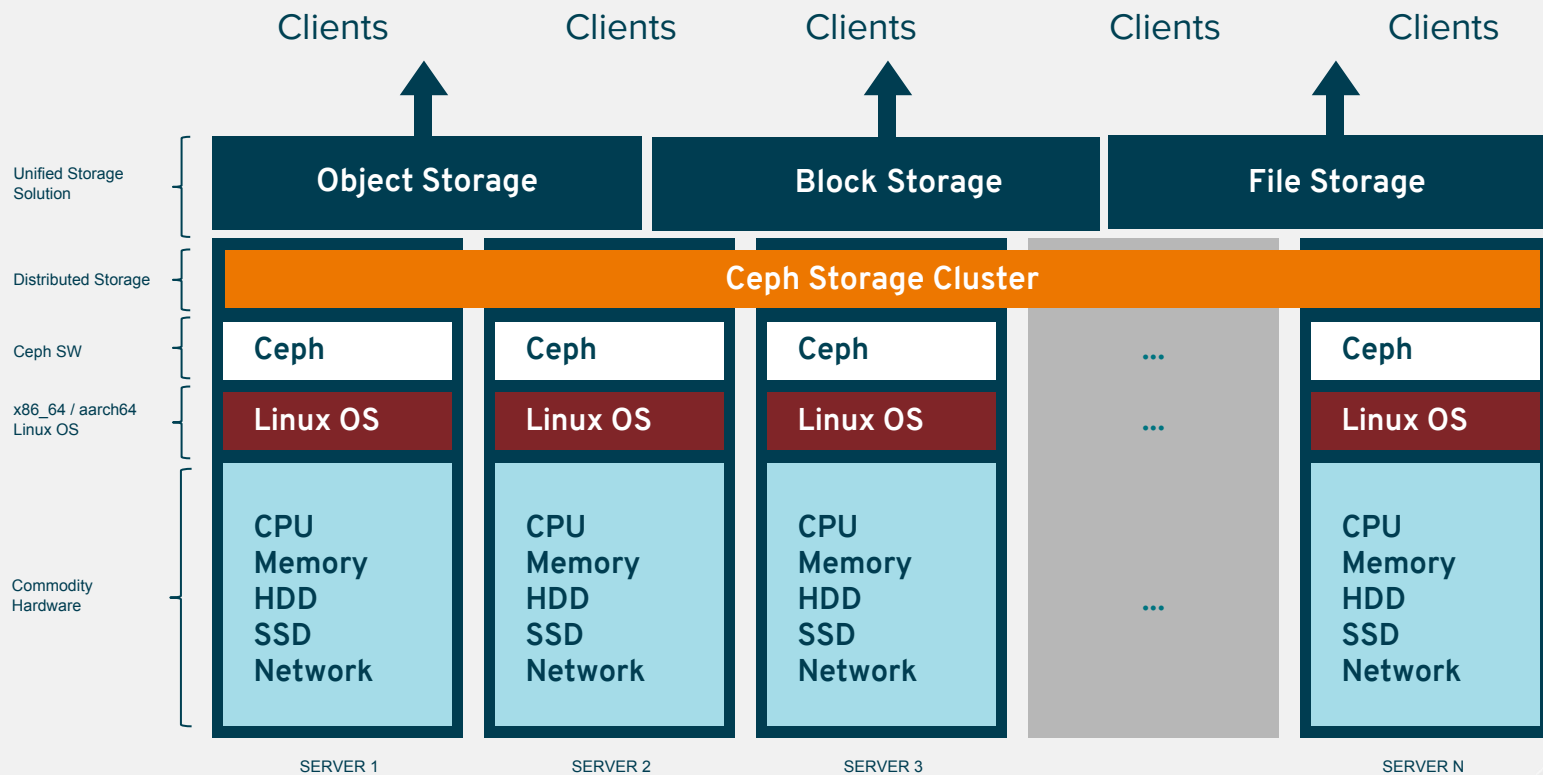 Clients Clients Clients Clients Clients
Unified Storage
Solution
Object Storage Block Storage File Storage
Distributed Storage
Ceph Storage Cluster
Ceph SW
Ceph Ceph Ceph ... Ceph
x86_64 / aarch64
Linux OS
Linux OS Linux OS Linux OS ... Linux OS
Commodity
Hardware
CPU
Memory
HDD
SSD
Network
CPU
Memory
HDD
SSD
Network
CPU
Memory
HDD
SSD
Network
...
CPU
Memory
HDD
SSD
Network
SERVER 1 SERVER 2 SERVER 3 SERVER N